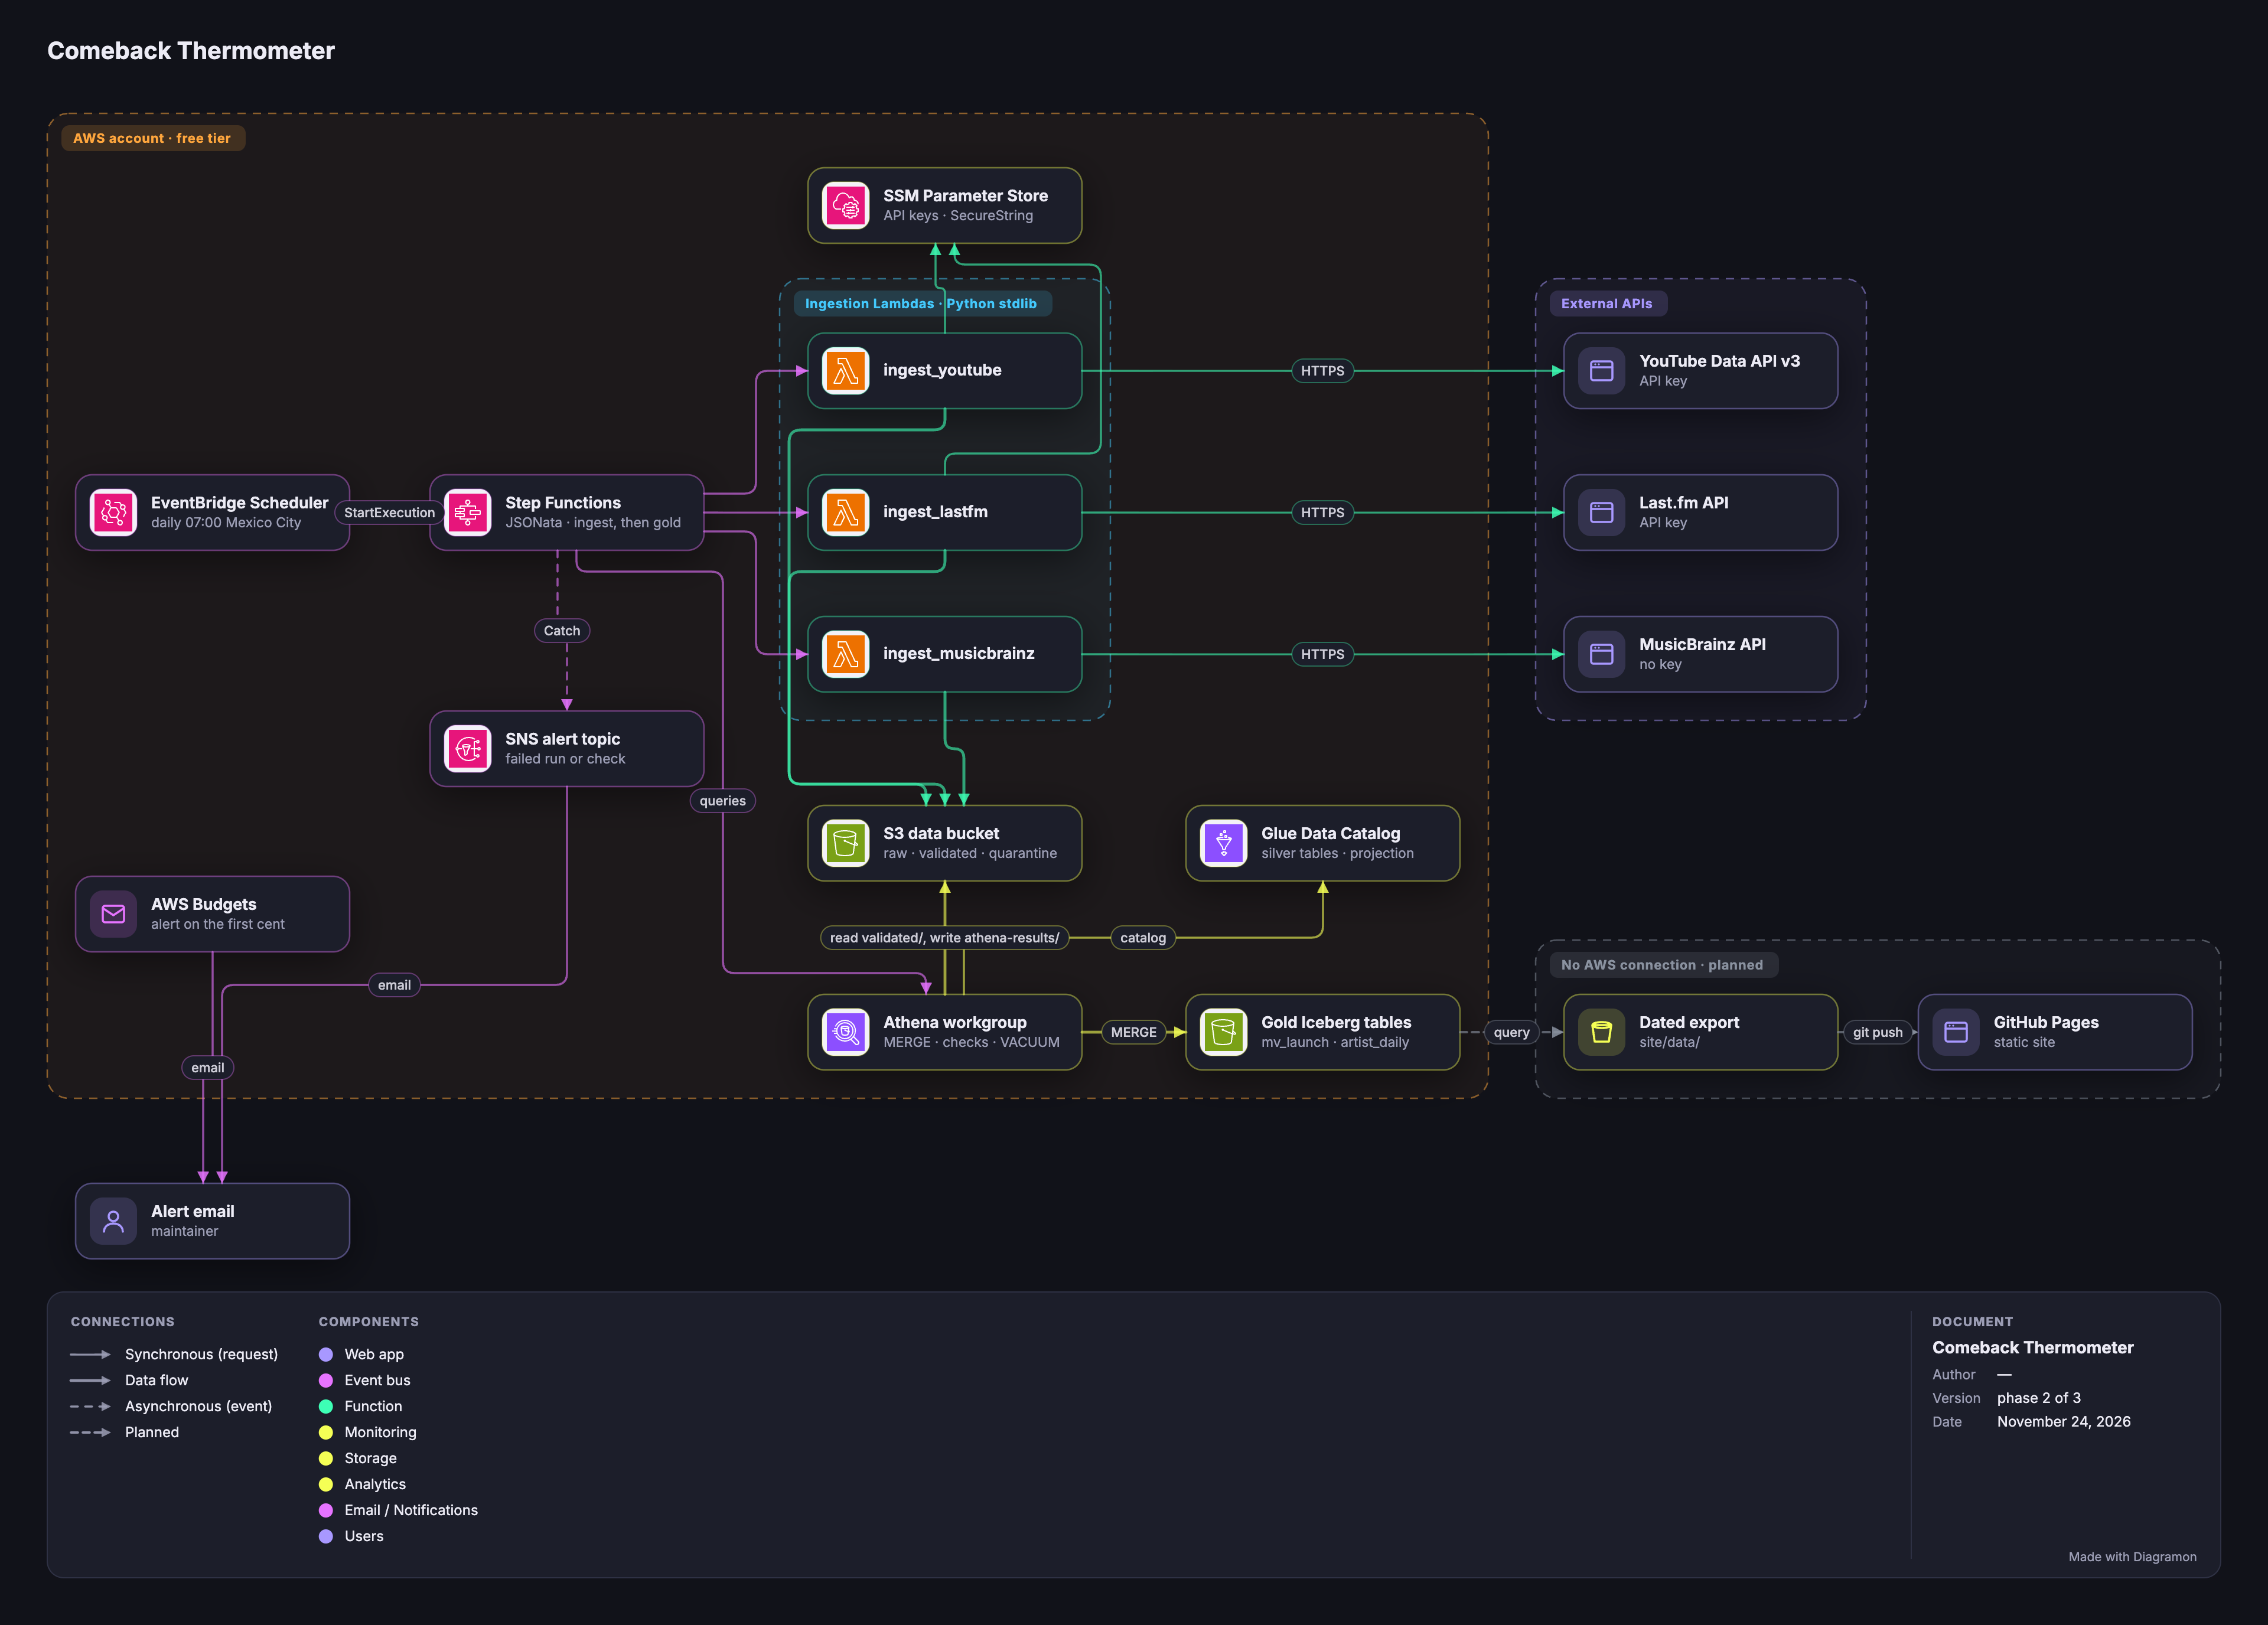 Comeback Thermometer
AWS account · free tier
SSM Parameter Store
API keys · SecureString
Ingestion Lambdas · Python stdlib
External APIs
ingest_youtube
HTTPS
YouTube Data API v3
API key
EventBridge Scheduler
daily 07:00 Mexico City
StartExecution
Step Functions
JSONata · ingest, then gold
ingest_lastfm
HTTPS
Last.fm API
API key
Catch
ingest_musicbrainz
HTTPS
MusicBrainz API
no key
SNS alert topic
failed run or check
queries
S3 data bucket
raw · validated · quarantine
Glue Data Catalog
silver tables · projection
AWS Budgets
alert on the first cent
read validated/, write athena-results/
catalog
No AWS connection · planned
email
Athena workgroup
MERGE · checks · VACUUM
MERGE
Gold Iceberg tables
mv_launch · artist_daily
query
Dated export
site/data/
git push
GitHub Pages
static site
email
Alert email
maintainer
CONNECTIONS
Synchronous (request)
Data flow
Asynchronous (event)
Planned
COMPONENTS
Web app
Event bus
Function
Monitoring
Storage
Analytics
Email / Notifications
Users
DOCUMENT
Comeback Thermometer
Author —
Version phase 2 of 3
Date November 24, 2026
Made with Diagramon